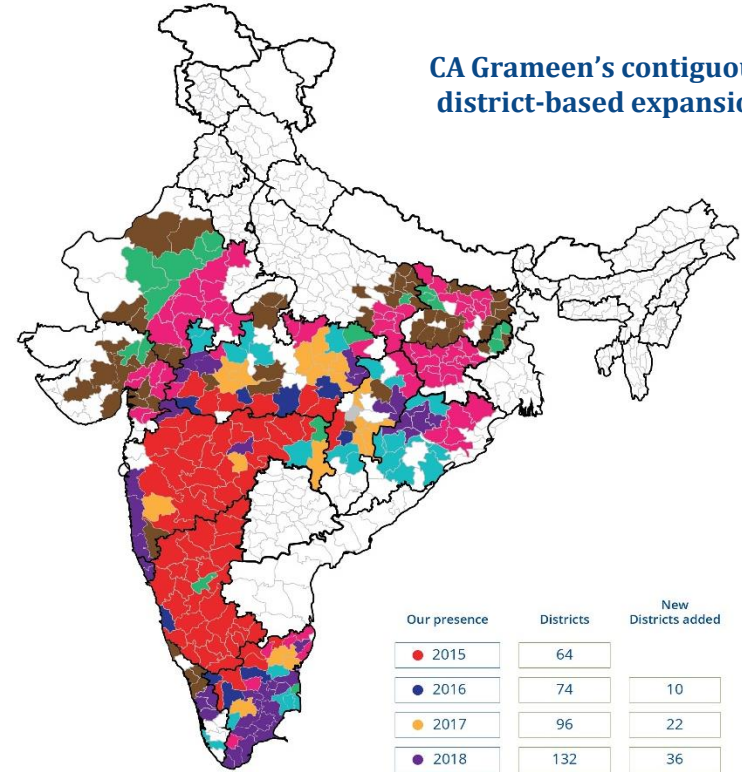 CA Grameen's contiguou
district-based expansio
Our presence Districts New Districts added
2015 64
2016 74 10
2017 96 22
2018 132 36